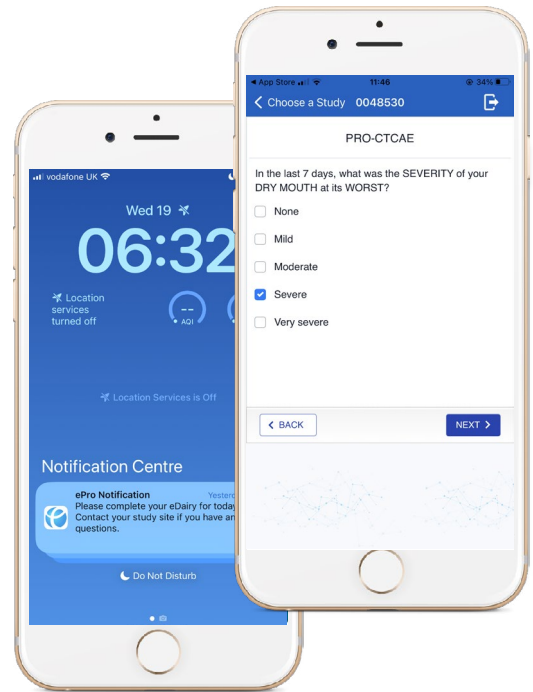 App Store
11:46
34%
Choose a Study 0048530
PRO-CTCAE
In the last 7 days, what was the SEVERITY of your
DRY MOUTH at its WORST?
None
Mild
Moderate
Severe
Very severe
BACK
NEXT
vodafone UK
Wed 19
06:32
Location
services
turned off
--
AQI
Location Services is Off
Notification Centre
ePro Notification
Please complete your eDairy for today
Contact your study site if you have
questions.
Do Not Disturb